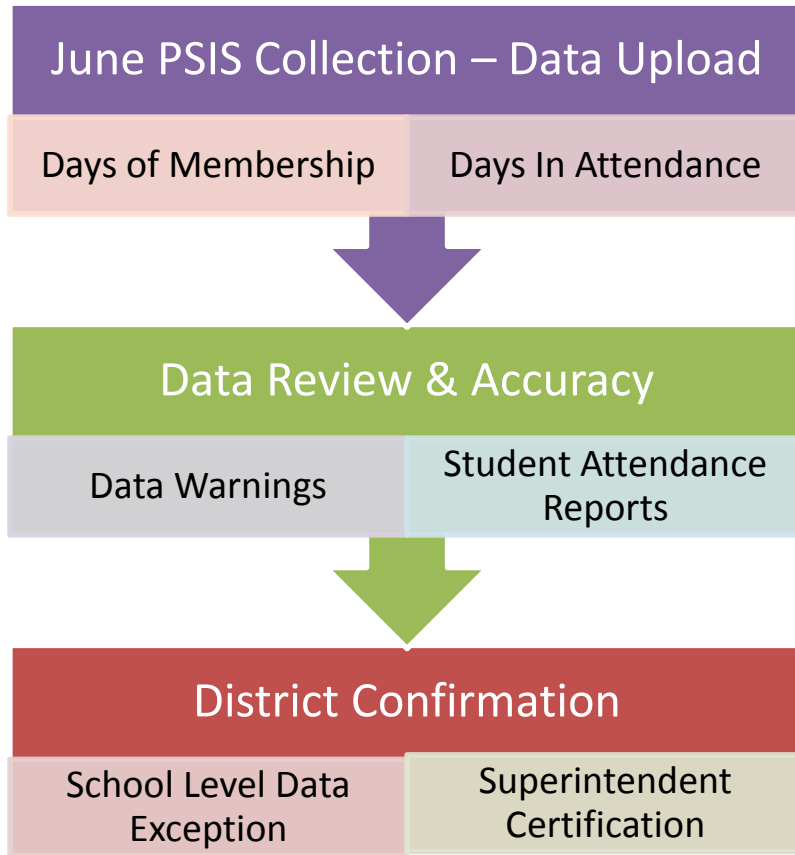 June PSIS Collection – Data Upload
Days of Membership
Days In Attendance
Data Review & Accuracy
Data Warnings
Student Attendance
Reports
District Confirmation
School Level Data
Exception
Superintendent
Certification